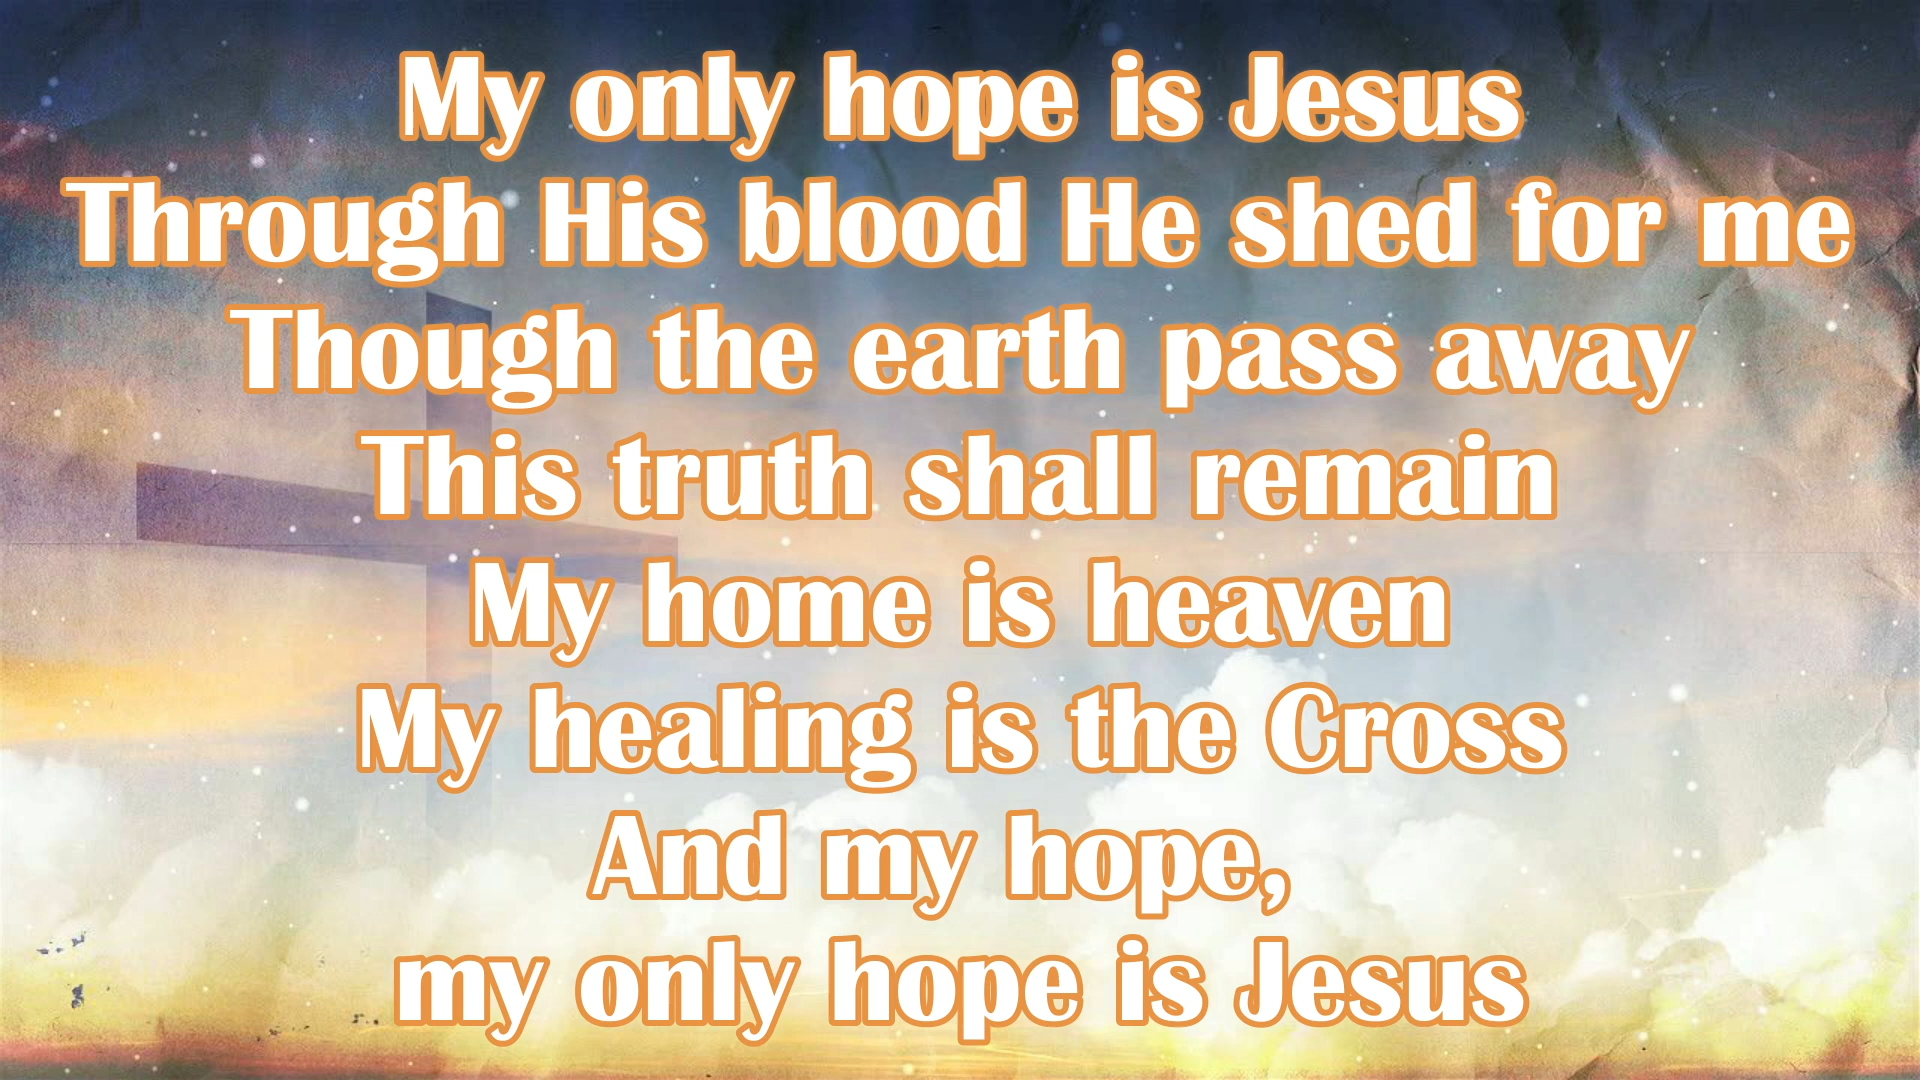 My only hope is Jesus
Through His blood He shed for me
Though the earth pass away
This truth shall remain
My home is heaven
My healing is the Cross
And my hope,
my only hope is Jesus